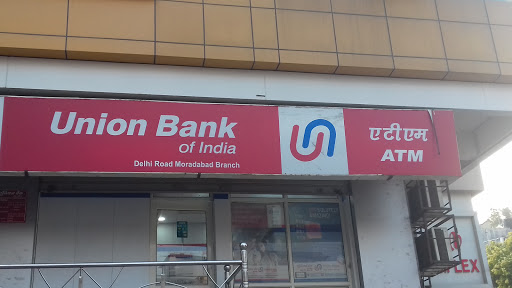 Union Bank
of India
Delhi Road Moradabad Branch
एटीएम
ATM